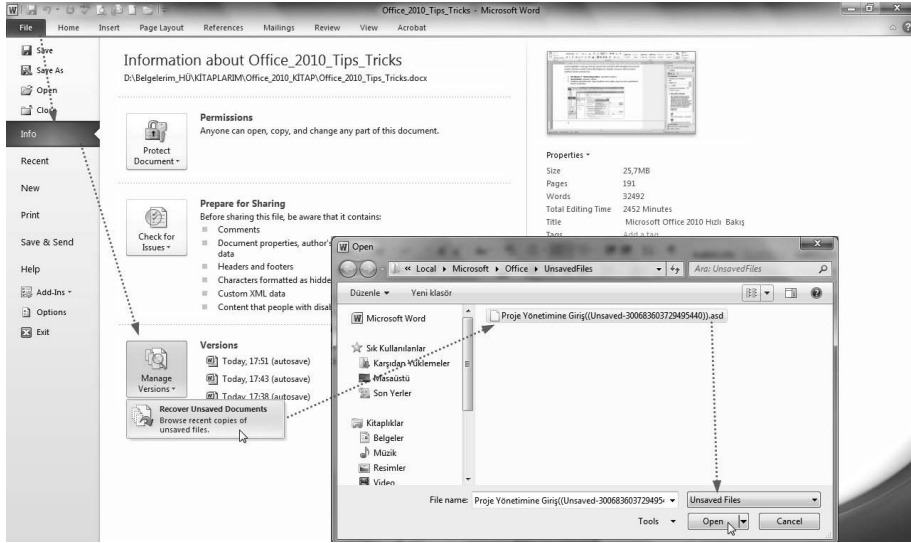 Office_2010_Tips_Tricks - Microsoft Word
File Home Insert Page Layout References Mailings Review View Acrobat
Save
Save As
Open
Close
Info
Recent
New
Print
Save & Send
Help
Add-Ins
Options
Exit
Information about Office_2010_Tips_Tricks
D:\Belgelerim_HÜ\KİTAPLARIM\Office_2010_KİTAP\Office_2010_Tips_Tricks.docx
Protect
Document
Permissions
Anyone can open, copy, and change any part of this document.
Check for
Issues
Prepare for Sharing
Before sharing this file, be aware that it contains:
Comments
Document properties, author's
data
Headers and footers
Characters formatted as hidde
Custom XML data
Content that people with disal
Manage
Versions
Versions
Today, 17:51 (autosave)
Today, 17:43 (autosave)
Today, 17:38 (autosave)
Recover Unsaved Documents
Browse recent copies of
unsaved files.
Properties
Size 25,7MB
Pages 191
Words 32492
Total Editing Time 2452 Minutes
Title Microsoft Office 2010 Hızlı Bakış
Tags Add a tag
Open
« Local Microsoft Office UnsavedFiles
Ara: UnsavedFiles
Düzenle Yeni klasör
Microsoft Word
Sık Kullanılanlar
Karşıdan Yüklemeler
Masaüstü
Son Yerler
Kitaplıklar
Belgeler
Müzik
Resimler
Video
Proje Yönetimine Giriş((Unsaved-300683603729495440)).asd
File name: Proje Yönetimine Giriş((Unsaved-3006836037294954
Unsaved Files
Tools Open Cancel